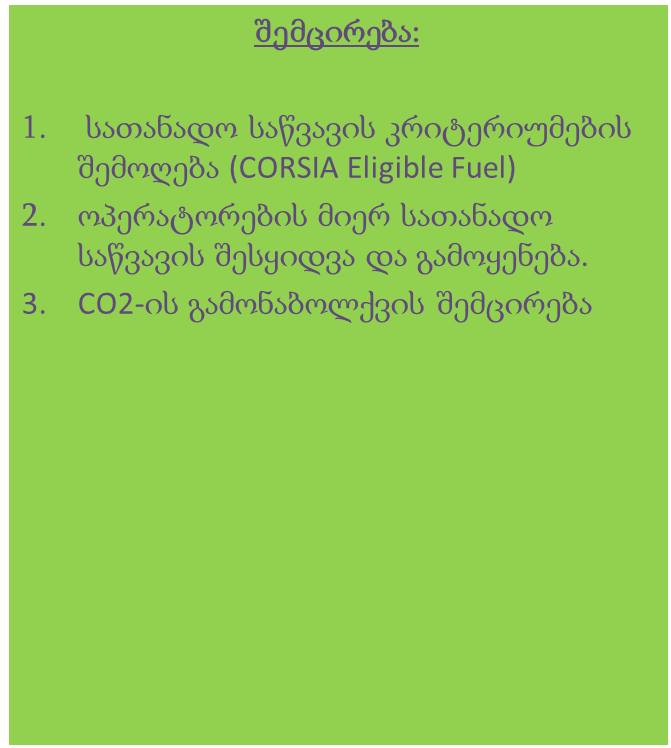 შემცირება:
1. სათანადო საწვავის კრიტერიუმების
შემოღება (CORSIA Eligible Fuel)
2. ოპერატორების მიერ სათანადო
საწვავის შესყიდვა და გამოყენება.
3. CO2-ის გამონაბოლქვის შემცირება